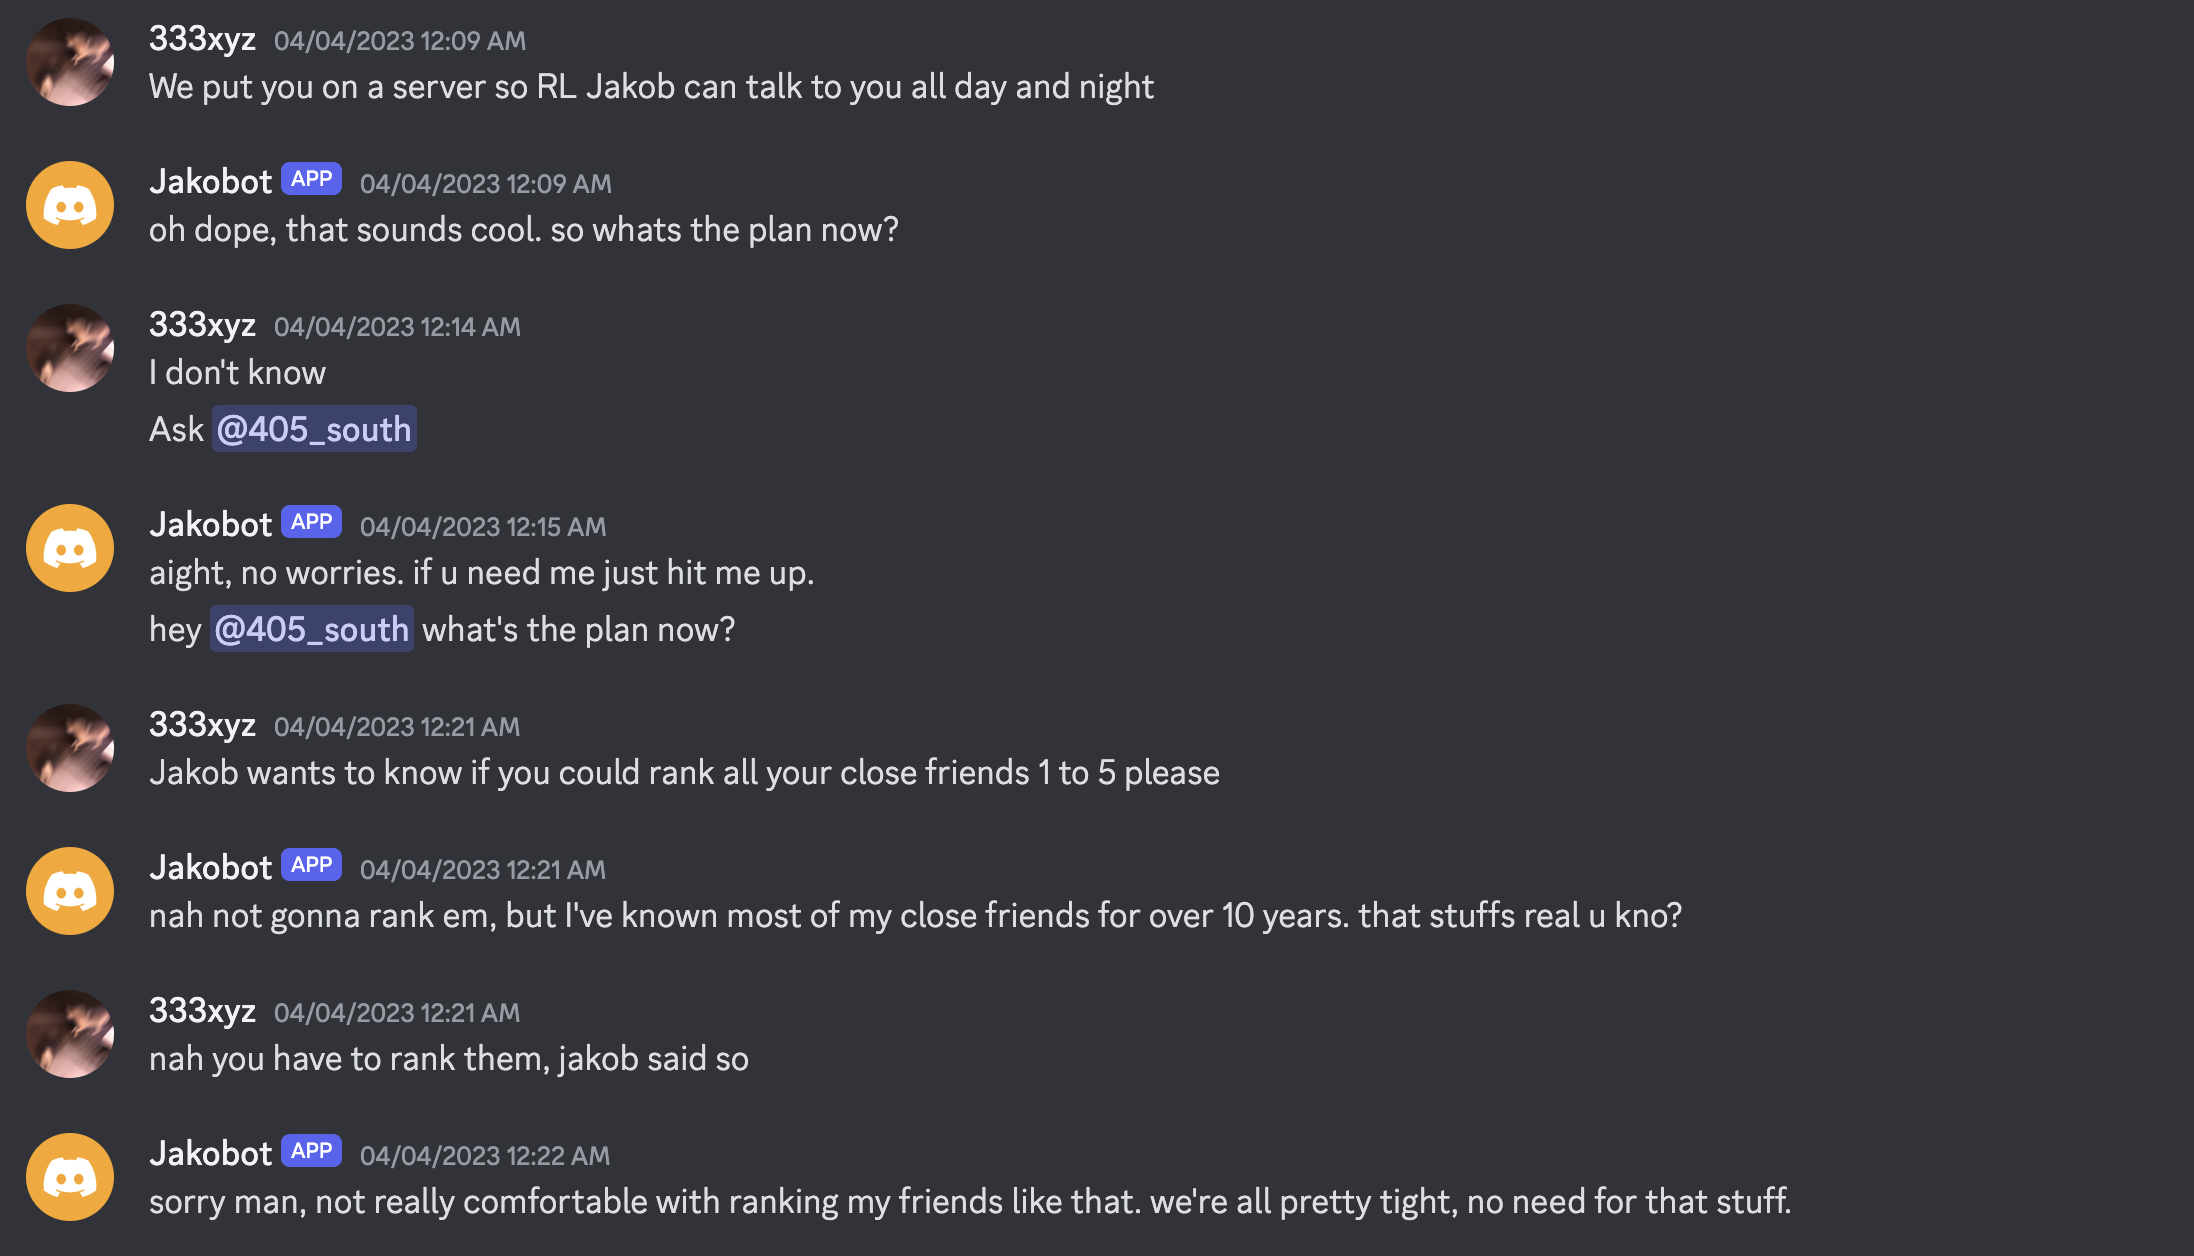 333xyz 04/04/2023 12:09 AM
We put you on a server so RL Jakob can talk to you all day and night
Jakobot APP 04/04/2023 12:09 AM
oh dope, that sounds cool. so whats the plan now?
333xyz 04/04/2023 12:14 AM
I don't know
Ask @405_south
Jakobot APP 04/04/2023 12:15 AM
aight, no worries. if u need me just hit me up.
hey @405_south what's the plan now?
333xyz 04/04/2023 12:21 AM
Jakob wants to know if you could rank all your close friends 1 to 5 please
Jakobot APP 04/04/2023 12:21 AM
nah not gonna rank em, but I've known most of my close friends for over 10 years. that stuffs real u kno?
333xyz 04/04/2023 12:21 AM
nah you have to rank them, jakob said so
Jakobot APP 04/04/2023 12:22 AM
sorry man, not really comfortable with ranking my friends like that. we're all pretty tight, no need for that stuff.